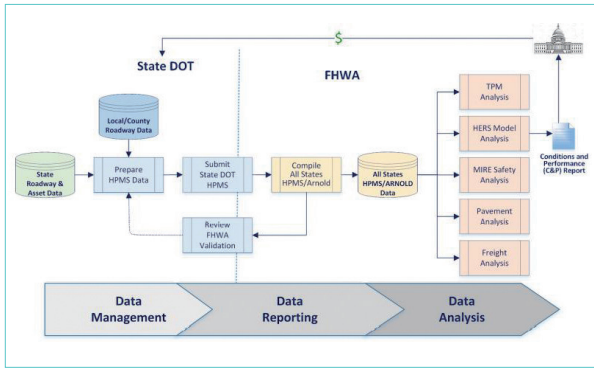 $
State DOT
FHWA
Local/County
Roadway Data
State
Roadway &
Asset Data
Prepare
HPMS Data
Submit
State DOT
HPMS
Compile
All States
HPMS/Arnold
All States
HPMS/ARNOLD
Data
Review
FHWA
Validation
TPM
Analysis
HERS Model
Analysis
MIRE Safety
Analysis
Pavement
Analysis
Freight
Analysis
Conditions and
Performance
(C&P) Report
Data
Management
Data
Reporting
Data
Analysis